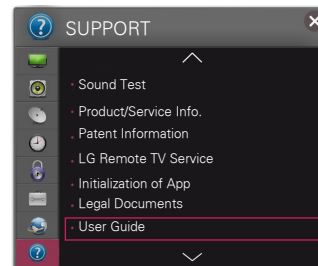 SUPPORT
Sound Test
Product/Service Info.
Patent Information
LG Remote TV Service
Initialization of App
Legal Documents
User Guide